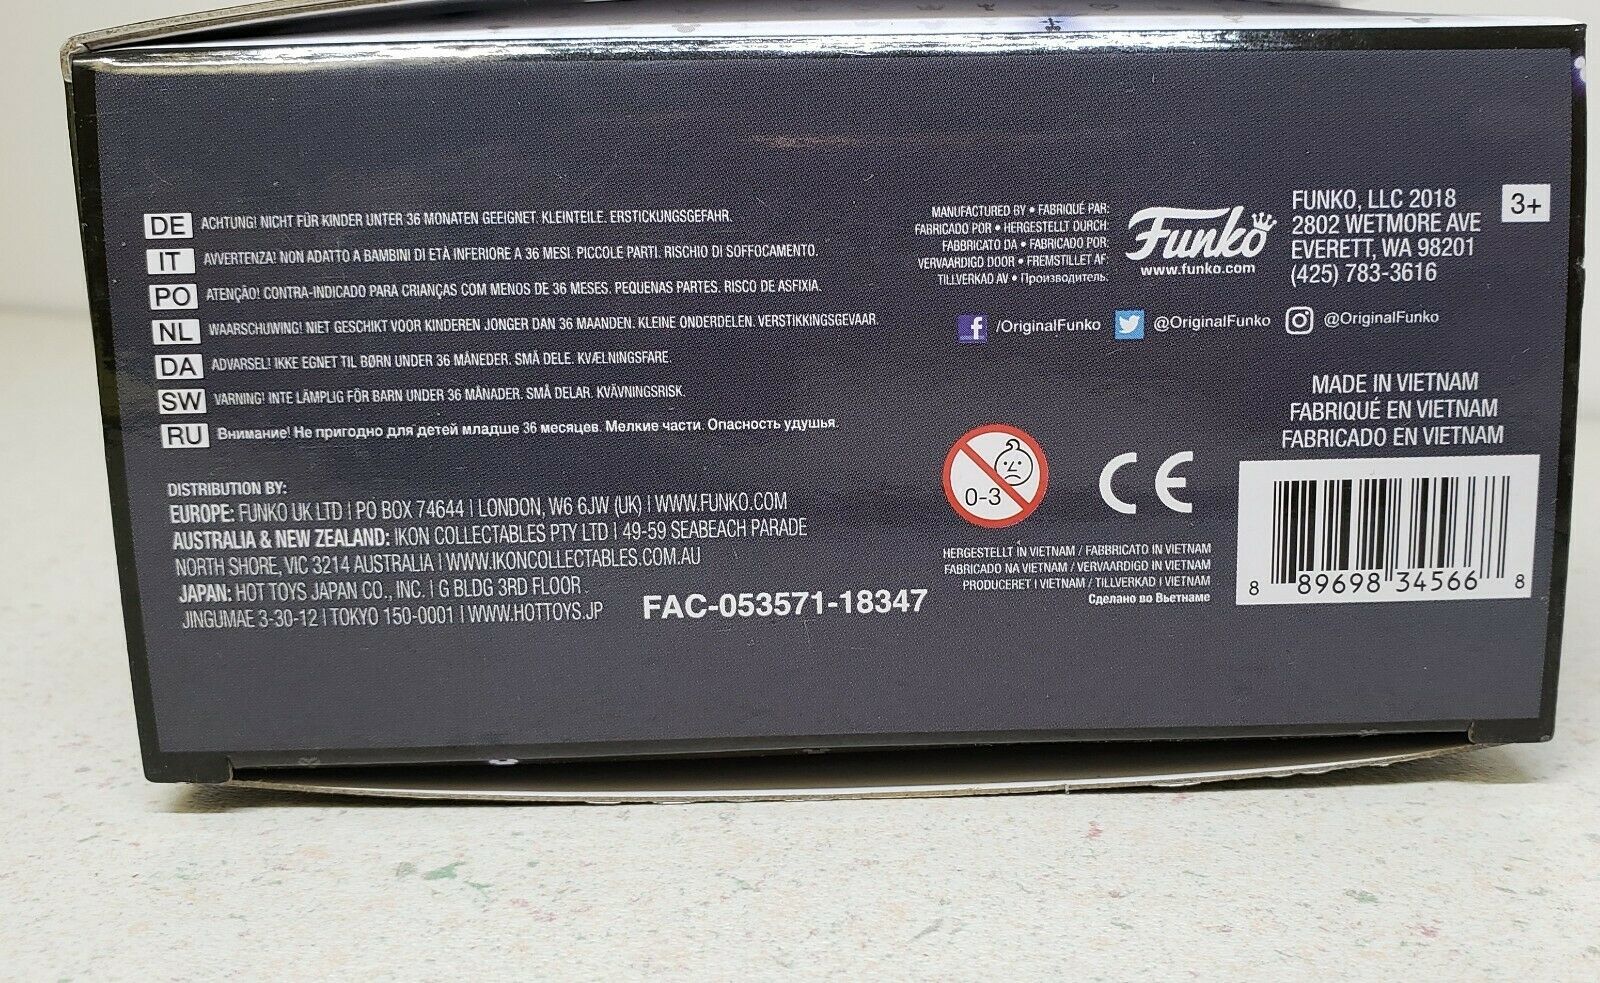 DE ACHTUNG! NICHT FÜR KINDER UNTER 36 MONATEN GEEIGNET. KLEINTEILE. ERSTICKUNGSGEFAHR.
IT AVVERTENZA! NON ADATTO A BAMBINI DI ETÀ INFERIORE A 36 MESI. PICCOLE PARTI. RISCHIO DI SOFFOCAMENTO.
PO ATENÇÃO! CONTRA-INDICADO PARA CRIANÇAS COM MENOS DE 36 MESES. PEQUENAS PARTES. RISCO DE ASFIXIA.
NL WAARSCHUWING! NIET GESCHIKT VOOR KINDEREN JONGER DAN 36 MAANDEN. KLEINE ONDERDELEN. VERSTIKKINGSGEVAAR.
DA ADVARSEL! IKKE EGNET TIL BØRN UNDER 36 MÅNEDER. SMÅ DELE. KVÆLNINGSFARE.
SW VARNING! INTE LÄMPLIG FÖR BARN UNDER 36 MÅNADER. SMÅ DELAR. KVÄVNINGSRISK.
RU Внимание! Не пригодно для детей младше 36 месяцев. Мелкие части. Опасность удушья.
DISTRIBUTION BY:
EUROPE: FUNKO UK LTD | PO BOX 74644 | LONDON, W6 6JW (UK) | WWW.FUNKO.COM
AUSTRALIA & NEW ZEALAND: IKON COLLECTABLES PTY LTD | 49-59 SEABEACH PARADE
NORTH SHORE, VIC 3214 AUSTRALIA | WWW.IKONCOLLECTABLES.COM.AU
JAPAN: HOT TOYS JAPAN CO., INC. | G BLDG 3RD FLOOR.
JINGUMAE 3-30-12 | TOKYO 150-0001 | WWW.HOTTOYS.JP
FAC-053571-18347
MANUFACTURED BY • FABRIQUÉ PAR:
FABRICADO POR • HERGESTELLT DURCH:
FABBRICATO DA • FABRICADO POR:
VERVAARDIGD DOOR • FREMSTILLET AF:
TILLVERKAD AV • Производитель:
Funko
www.funko.com
FUNKO, LLC 2018
2802 WETMORE AVE
EVERETT, WA 98201
(425) 783-3616
3+
f /OriginalFunko @OriginalFunko @OriginalFunko
MADE IN VIETNAM
FABRIQUÉ EN VIETNAM
FABRICADO EN VIETNAM
0-3
CE
HERGESTELLT IN VIETNAM / FABBRICATO IN VIETNAM
FABRICADO NA VIETNAM / VERVAARDIGD IN VIETNAM
PRODUCERET I VIETNAM / TILLVERKAD I VIETNAM
Сделано во Вьетнаме
8 89698 34566 8